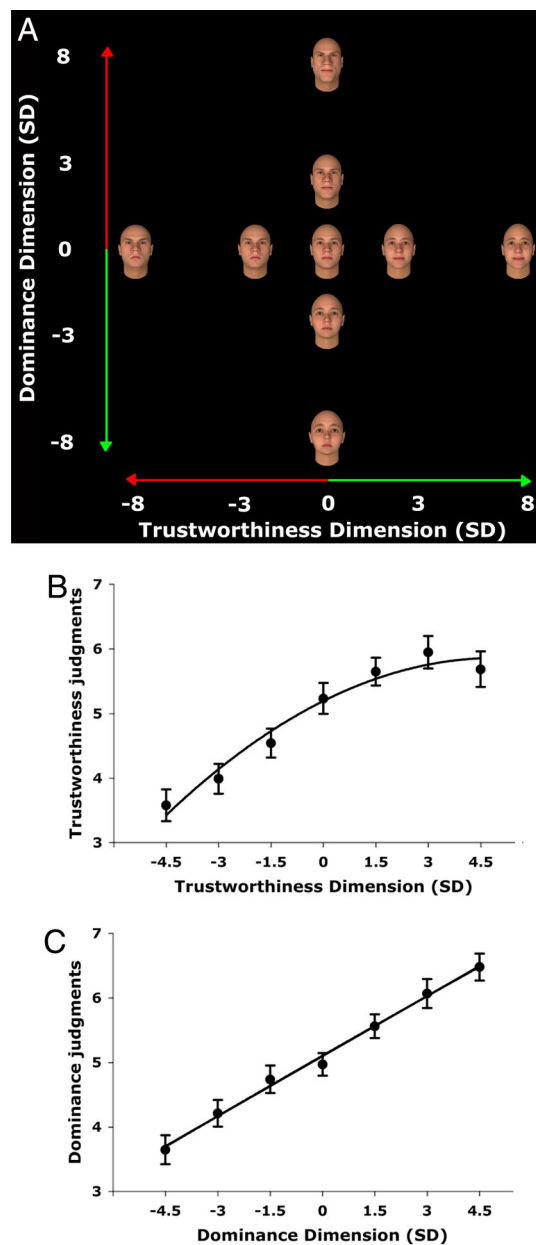 A
Dominance Dimension (SD)
8
3
0
-3
-8
-8 -3 0 3 8
Trustworthiness Dimension (SD)
B
Trustworthiness judgments
7
6
5
4
3
-4.5 -3 -1.5 0 1.5 3 4.5
Trustworthiness Dimension (SD)
C
Dominance judgments
7
6
5
4
3
-4.5 -3 -1.5 0 1.5 3 4.5
Dominance Dimension (SD)